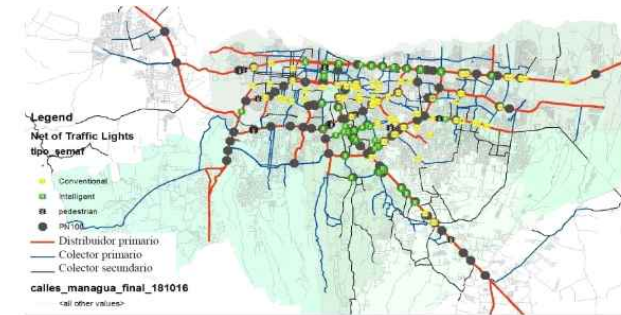 Legend
Net of Traffic Lights
tipo_semaf
Conventional
Intelligent
pedestrian
PN100
Distribuidor primario
Colector primario
Colector secundario
calles_managua_final_181016
<all other values>